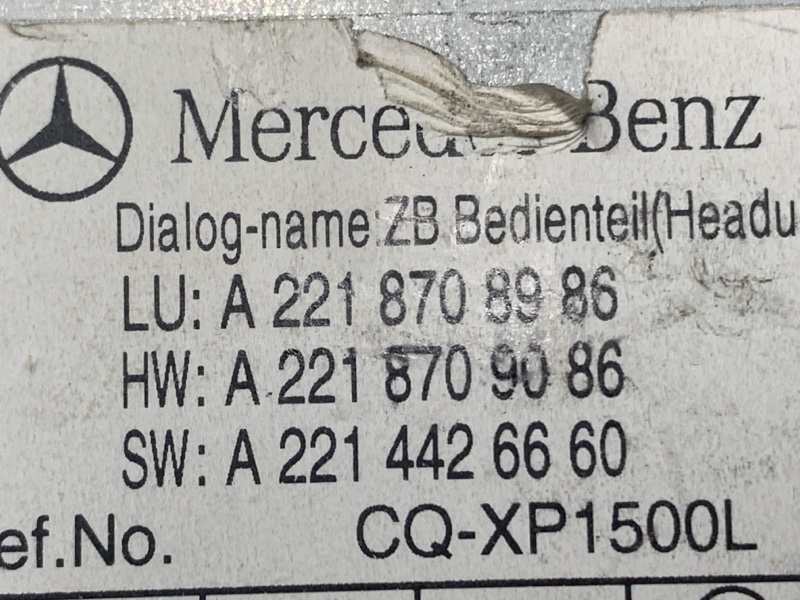 Mercedes-Benz
Dialog-name:ZB Bedienteil(Headu
LU: A 221 870 89 86
HW: A 221 870 90 86
SW: A 221 442 66 60
ef.No. CQ-XP1500L